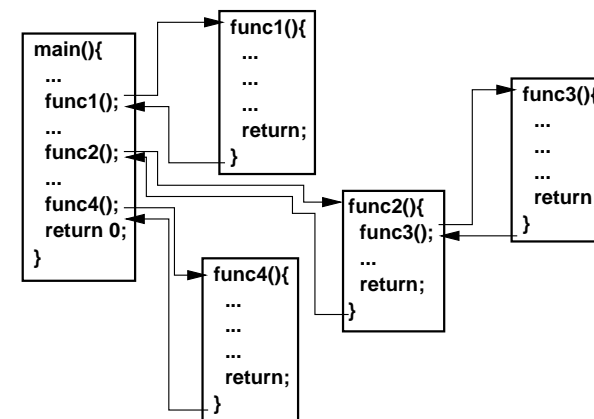 main(){
...
func1();
...
func2();
...
func4();
return 0;
}
func1(){
...
...
...
return;
}
func2(){
func3();
...
return;
}
func3(){
...
...
...
return
}
func4(){
...
...
...
return;
}